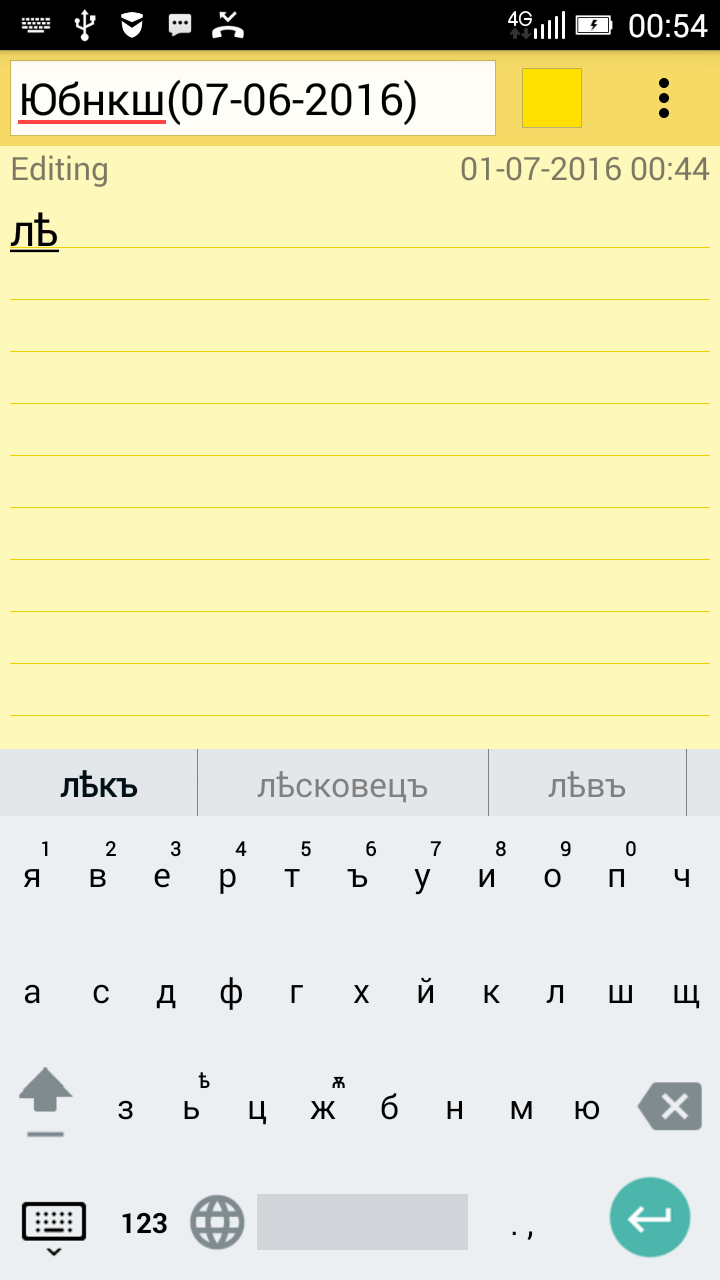 4G 00:54
Юбнкш(07-06-2016)
Editing 01-07-2016 00:44
лѣ
лѣкъ лѣсковецъ лѣвъ
1 2 3 4 5 6 7 8 9 0
я в е р т ъ у и о п ч
а с д ф г х й к л ш щ
ѣ ѫ
з ь ц ж б н м ю
123 . ,